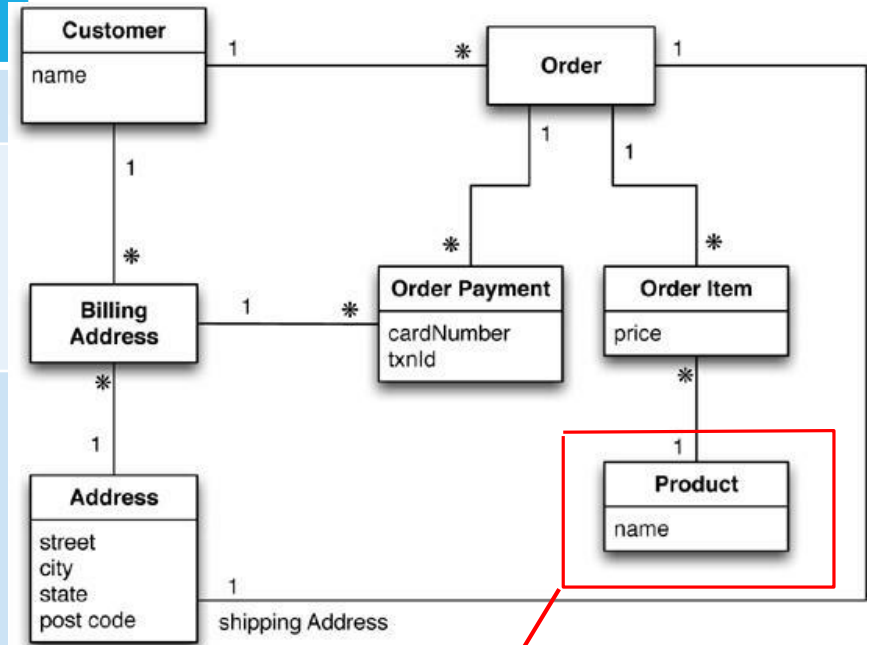 Customer
name
1
*
Order
1
1
*
1
*
1
*
Billing
Address
1
*
Order Payment
cardNumber
txnId
Order Item
price
*
1
*
1
Product
name
Address
street
city
state
post code
1
shipping Address